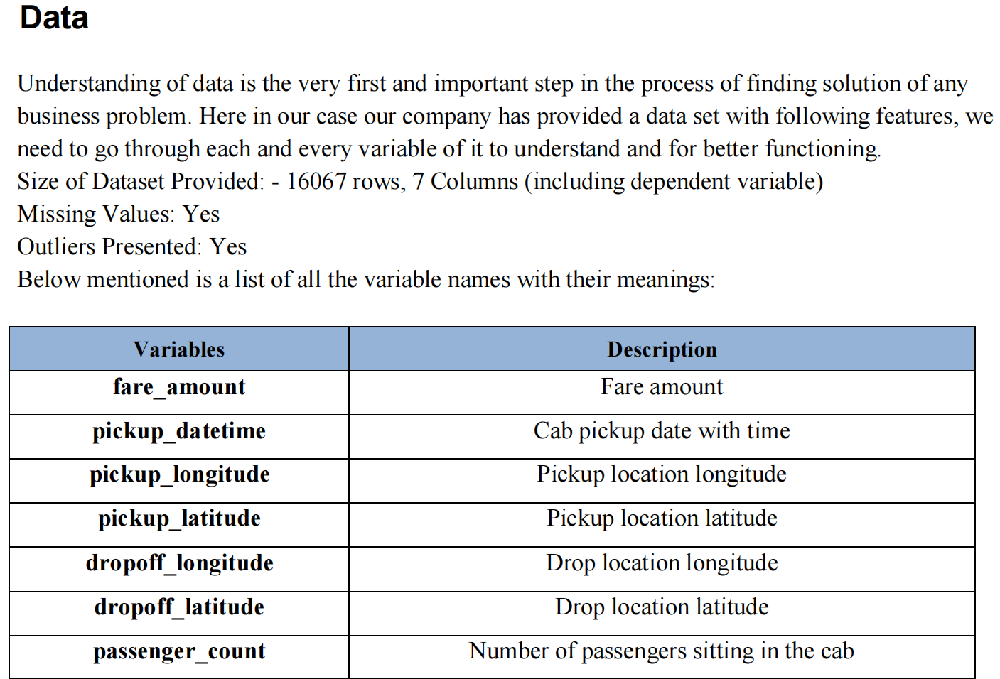 Data
Understanding of data is the very first and important step in the process of finding solution of any
business problem. Here in our case our company has provided a data set with following features, we
need to go through each and every variable of it to understand and for better functioning.
Size of Dataset Provided: - 16067 rows, 7 Columns (including dependent variable)
Missing Values: Yes
Outliers Presented: Yes
Below mentioned is a list of all the variable names with their meanings:
Variables Description
fare_amount Fare amount
pickup_datetime Cab pickup date with time
pickup_longitude Pickup location longitude
pickup_latitude Pickup location latitude
dropoff_longitude Drop location longitude
dropoff_latitude Drop location latitude
passenger_count Number of passengers sitting in the cab